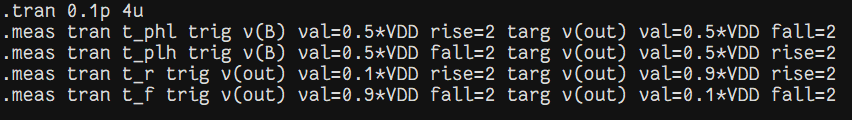 .tran 0.1p 4u
.meas tran t_phl trig v(B) val=0.5*VDD rise=2 targ v(out) val=0.5*VDD fall=2
.meas tran t_plh trig v(B) val=0.5*VDD fall=2 targ v(out) val=0.5*VDD rise=2
.meas tran t_r trig v(out) val=0.1*VDD rise=2 targ v(out) val=0.9*VDD rise=2
.meas tran t_f trig v(out) val=0.9*VDD fall=2 targ v(out) val=0.1*VDD fall=2